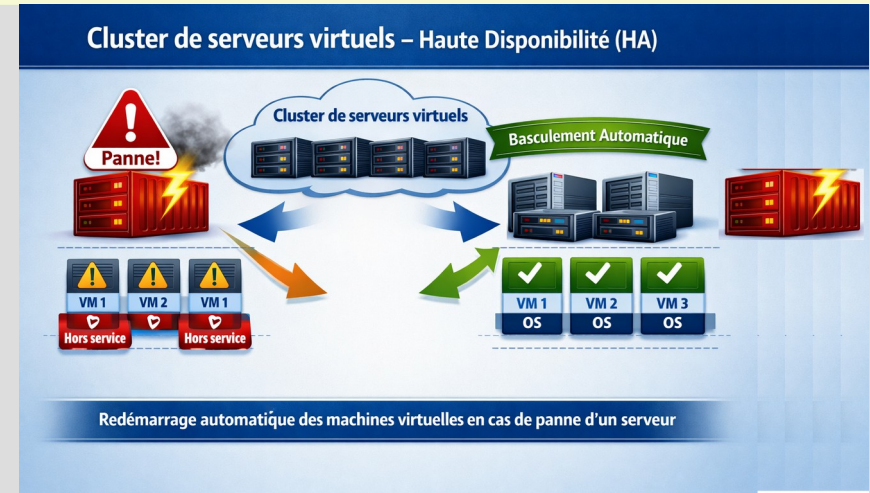 Cluster de serveurs virtuels – Haute Disponibilité (HA)
Cluster de serveurs virtuels
Basculement Automatique
Panne!
VM 1
VM 2
VM 1
Hors service
Hors service
VM 1
VM 2
VM 3
OS
OS
OS
Redémarrage automatique des machines virtuelles en cas de panne d'un serveur